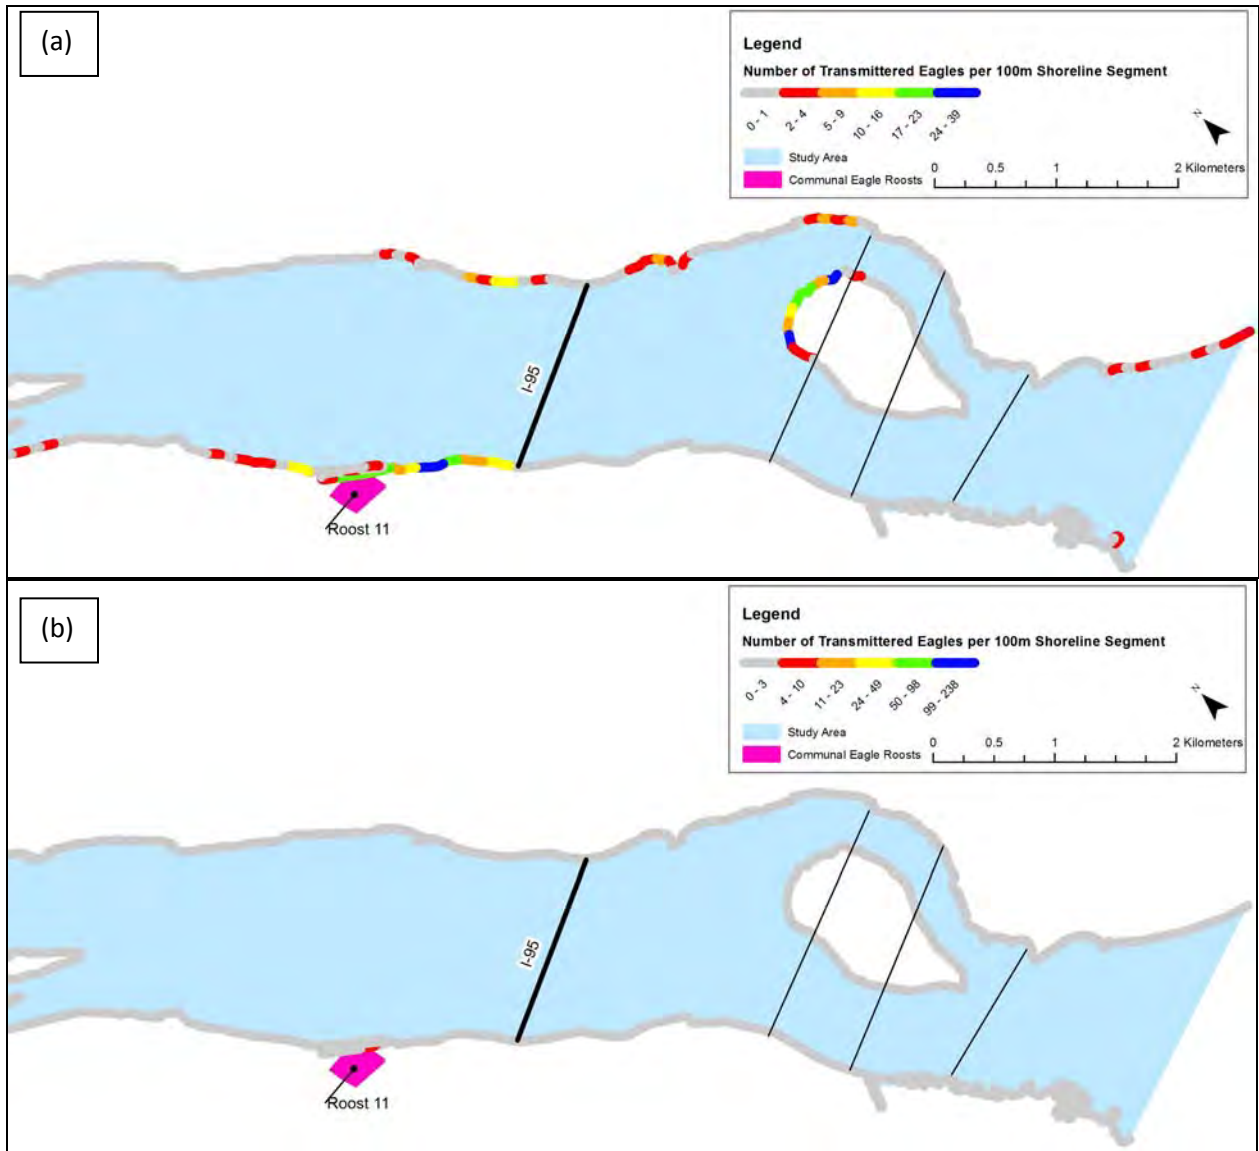 (a)
Legend
Number of Transmittered Eagles per 100m Shoreline Segment
0 - 1 2 - 4 5 - 9 10 - 16 17 - 23 24 - 39
N
Study Area
Communal Eagle Roosts
0 0.5 1 2 Kilometers
I-95
Roost 11
(b)
Legend
Number of Transmittered Eagles per 100m Shoreline Segment
0 - 3 4 - 10 11 - 23 24 - 49 50 - 98 99 - 238
N
Study Area
Communal Eagle Roosts
0 0.5 1 2 Kilometers
I-95
Roost 11